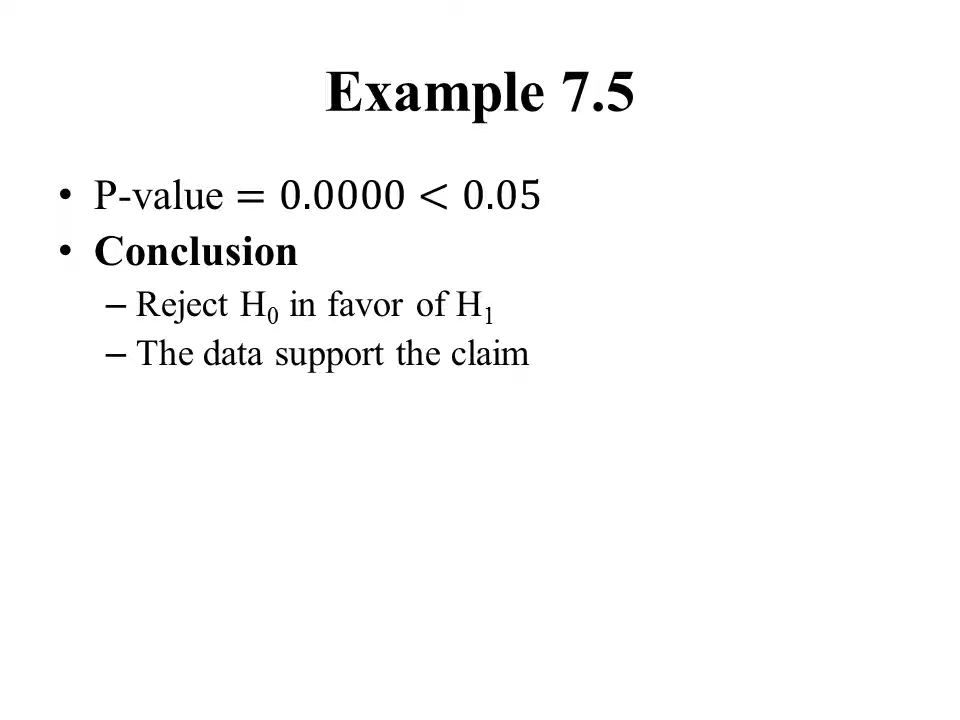 Example 7.5
• P-value = 0.0000 < 0.05
• Conclusion
– Reject H₀ in favor of H₁
– The data support the claim